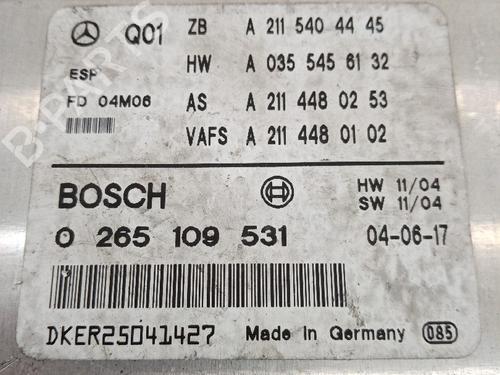 Q01 ZB A 211 540 44 45
ESP HW A 035 545 61 32
FD 04M06 AS A 211 448 02 53
VAFS A 211 448 01 02
BOSCH HW 11/04
SW 11/04
0 265 109 531 04-06-17
DKER25041427 Made in Germany 085
B-PARTS